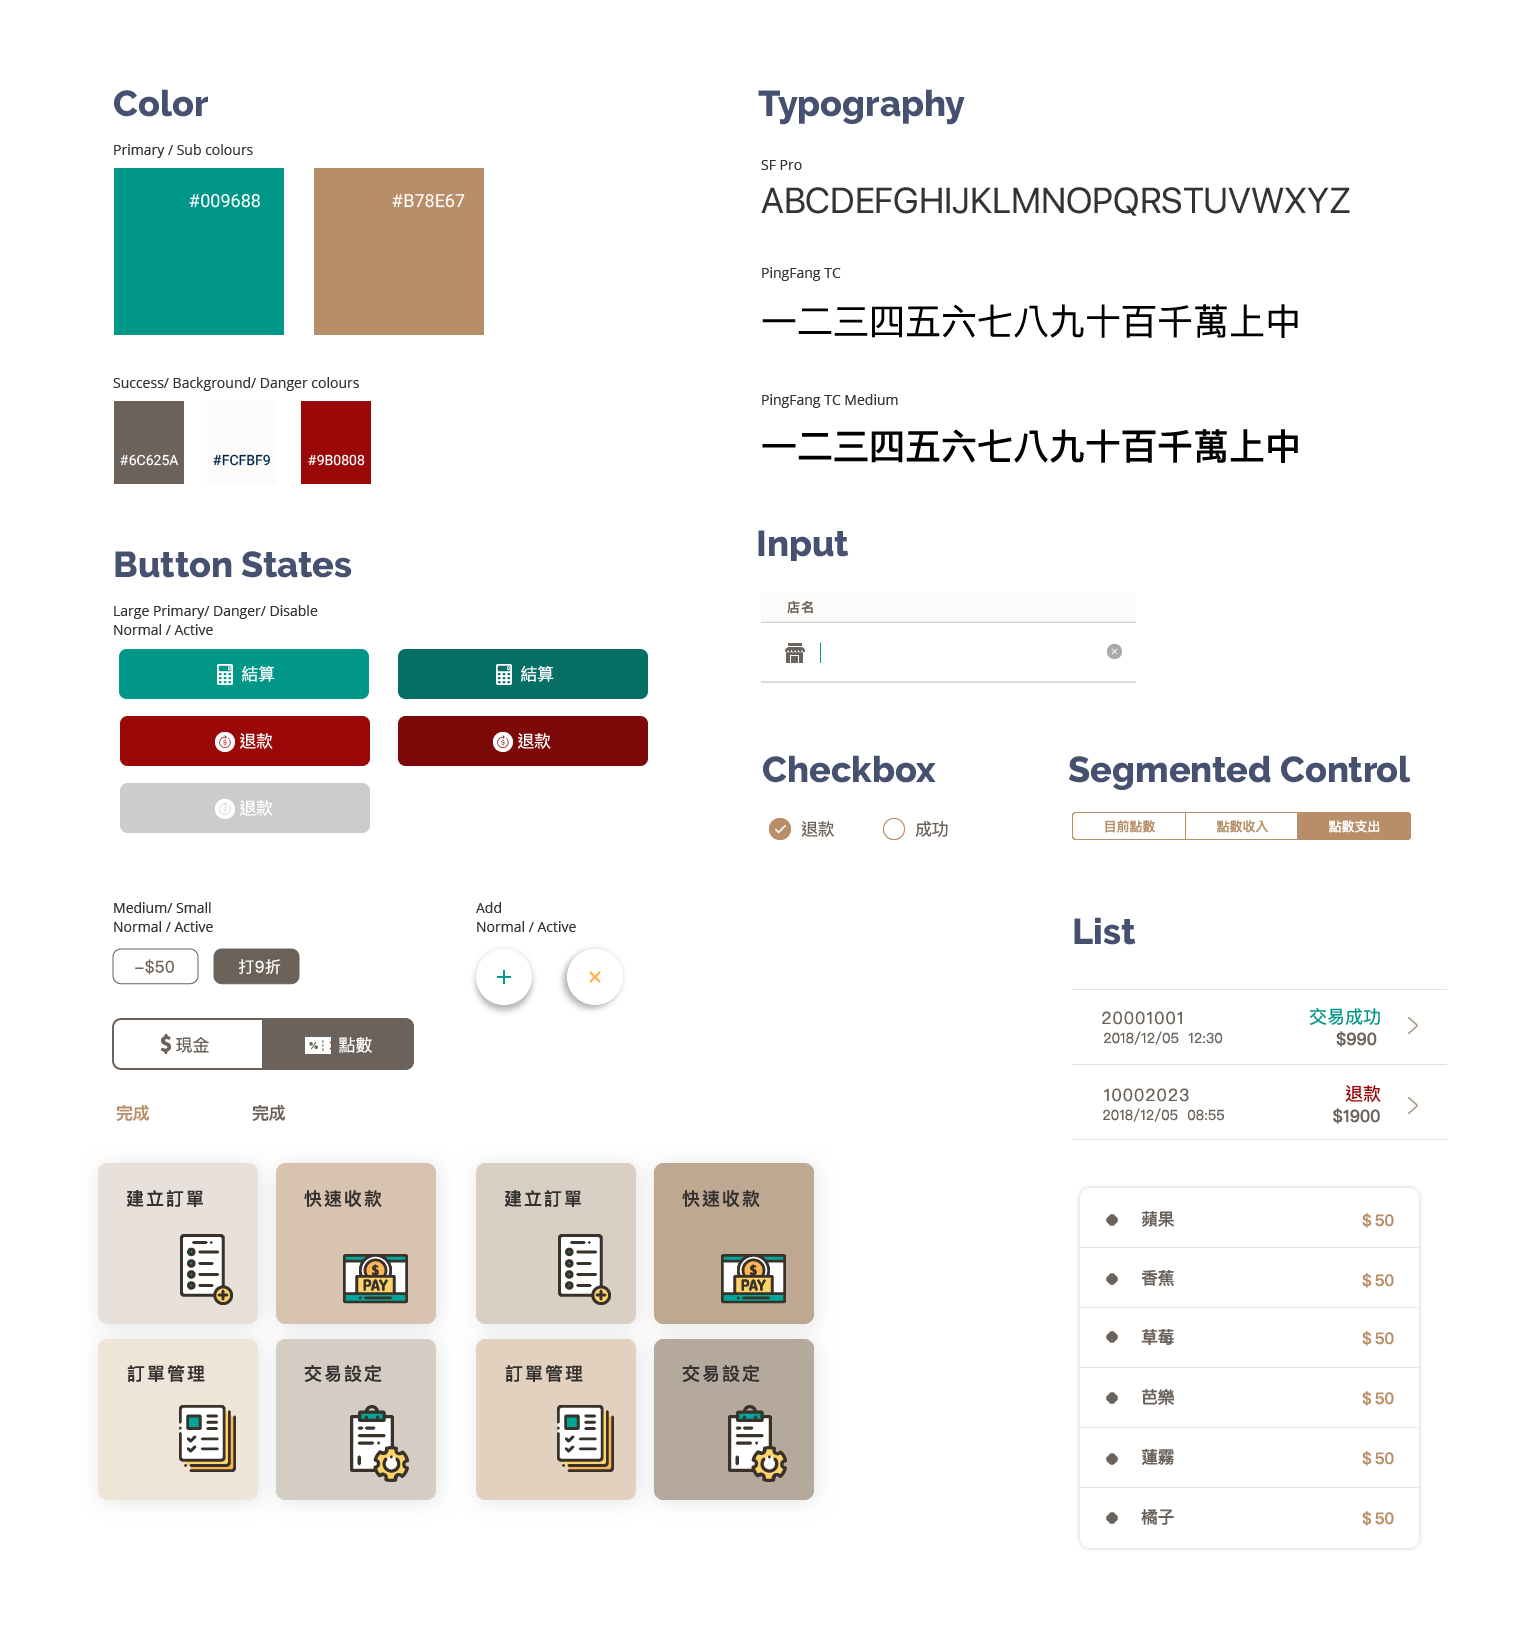 Color
Primary / Sub colours
#009688
#B78E67
Success/ Background/ Danger colours
#6C625A
#FCFBF9
#9B0808
Button States
Large Primary/ Danger/ Disable
Normal / Active
結算
結算
退款
退款
退款
Medium/ Small
Normal / Active
−$50
打9折
Add
Normal / Active
$ 現金
% 點數
完成
完成
建立訂單
快速收款
$
PAY
建立訂單
快速收款
$
PAY
訂單管理
交易設定
訂單管理
交易設定
Typography
SF Pro
ABCDEFGHIJKLMNOPQRSTUVWXYZ
PingFang TC
一二三四五六七八九十百千萬上中
PingFang TC Medium
一二三四五六七八九十百千萬上中
Input
店名
Checkbox
退款
成功
Segmented Control
目前點數
點數收入
點數支出
List
20001001
交易成功
2018/12/05 12:30
$990
10002023
退款
2018/12/05 08:55
$1900
蘋果
$ 50
香蕉
$ 50
草莓
$ 50
芭樂
$ 50
蓮霧
$ 50
橘子
$ 50